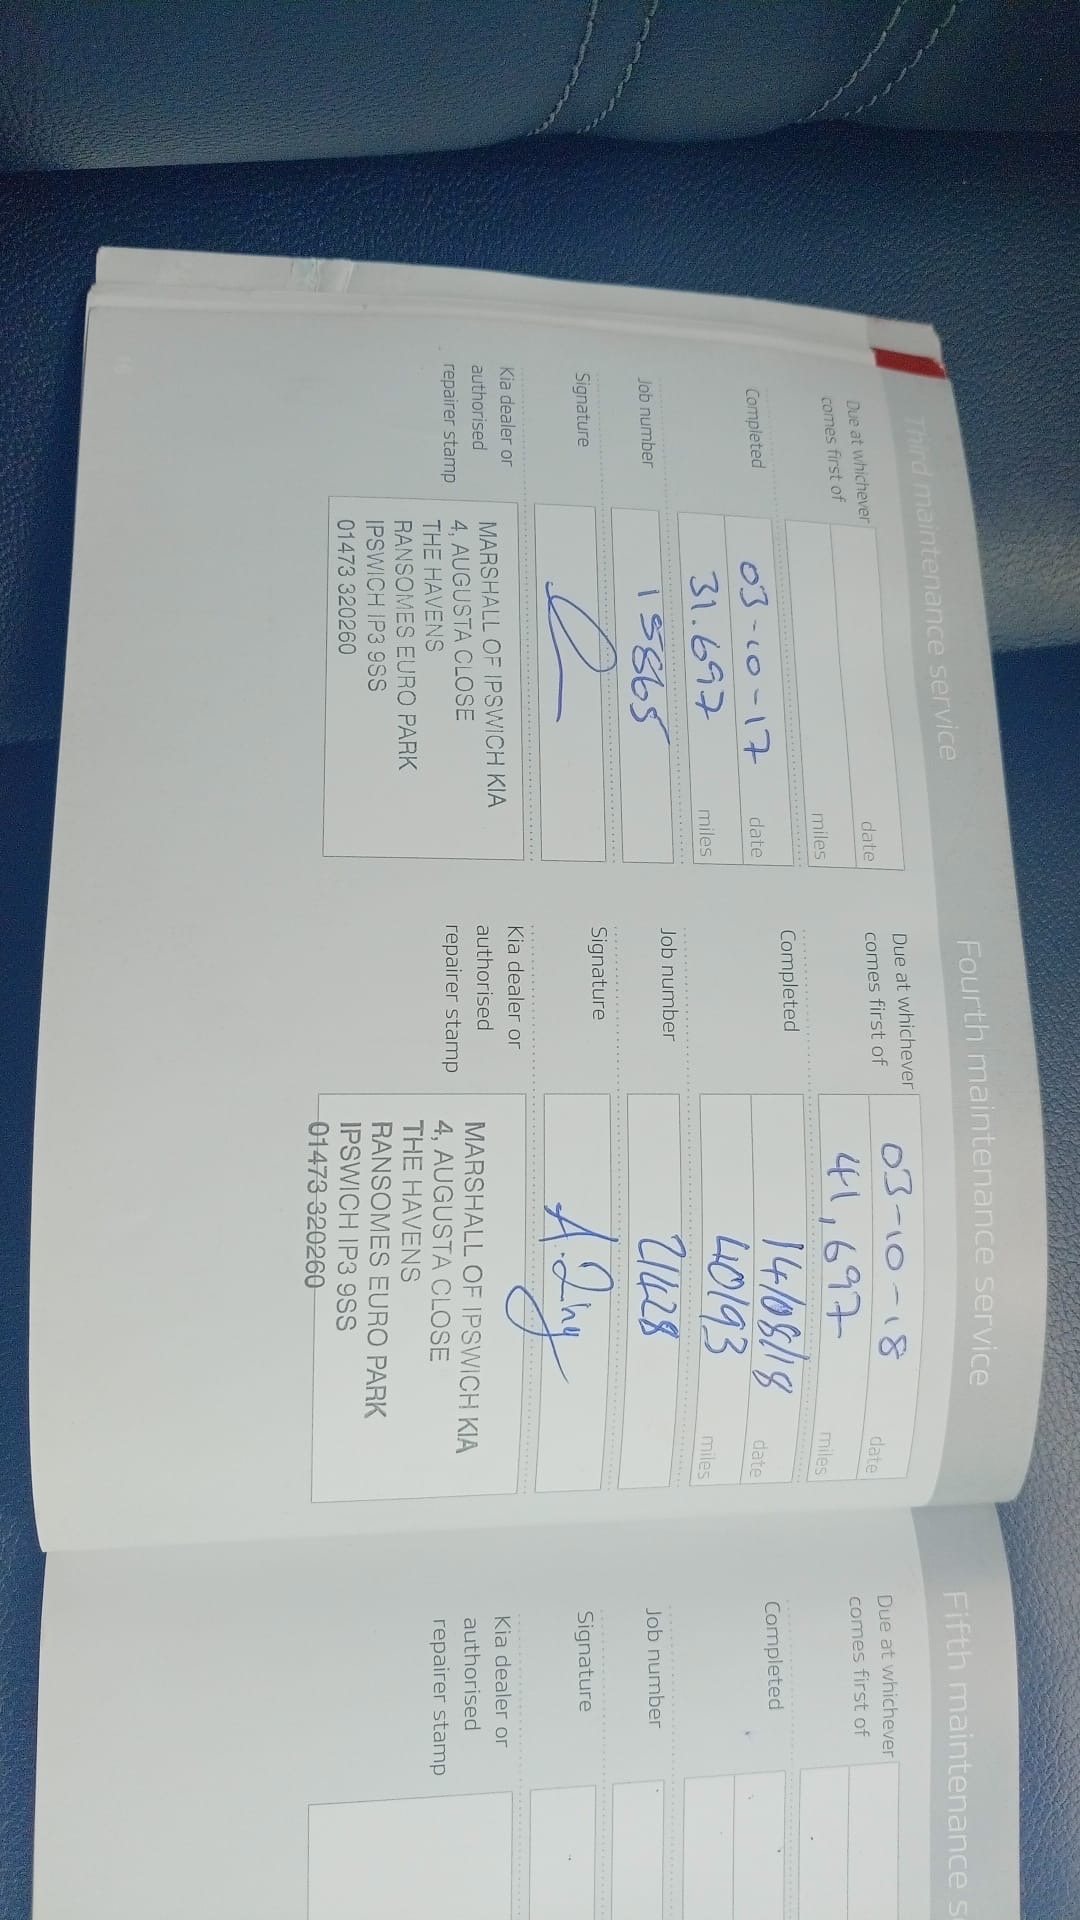 Third maintenance service
Due at whichever
comes first of
date
miles
Completed
03-10-17 date
31.697 miles
Job number
15865
Signature
Kia dealer or
authorised
repairer stamp
MARSHALL OF IPSWICH KIA
4, AUGUSTA CLOSE
THE HAVENS
RANSOMES EURO PARK
IPSWICH IP3 9SS
01473 320260
16
Fourth maintenance service
Due at whichever
comes first of
03-10-18 date
41,697 miles
Completed
14/08/18 date
40193 miles
Job number
21428
Signature
Kia dealer or
authorised
repairer stamp
MARSHALL OF IPSWICH KIA
4, AUGUSTA CLOSE
THE HAVENS
RANSOMES EURO PARK
IPSWICH IP3 9SS
01473 320260
Fifth maintenance s
Due at whichever
comes first of
Completed
Job number
Signature
Kia dealer or
authorised
repairer stamp